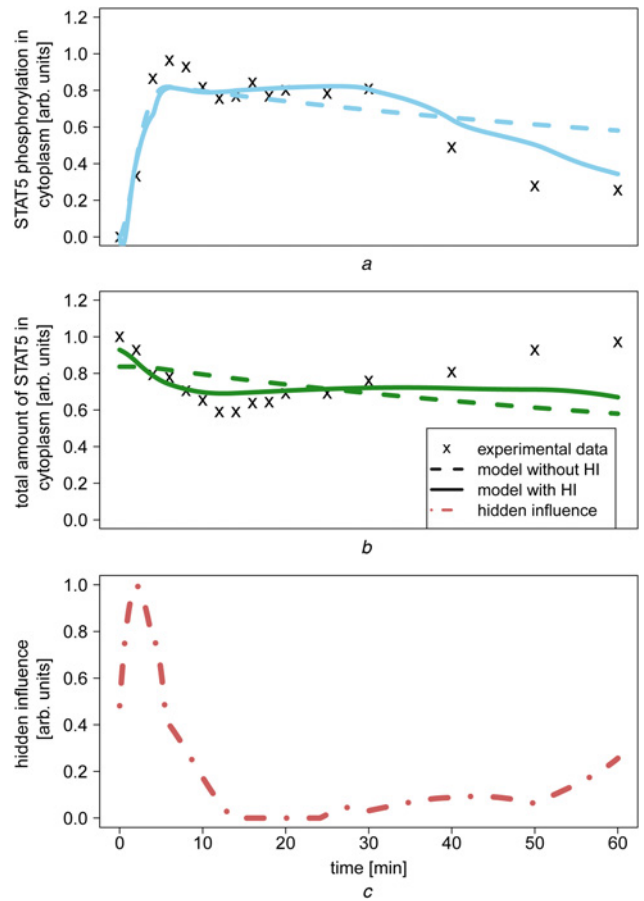 STAT5 phosphorylation in
cytoplasm [arb. units]
1.2
1.0
0.8
0.6
0.4
0.2
0.0
a
total amount of STAT5 in
cytoplasm [arb. units]
1.2
1.0
0.8
0.6
0.4
0.2
0.0
x experimental data
model without HI
model with HI
hidden influence
b
hidden influence
[arb. units]
1.0
0.8
0.6
0.4
0.2
0.0
0 10 20 30 40 50 60
time [min]
c